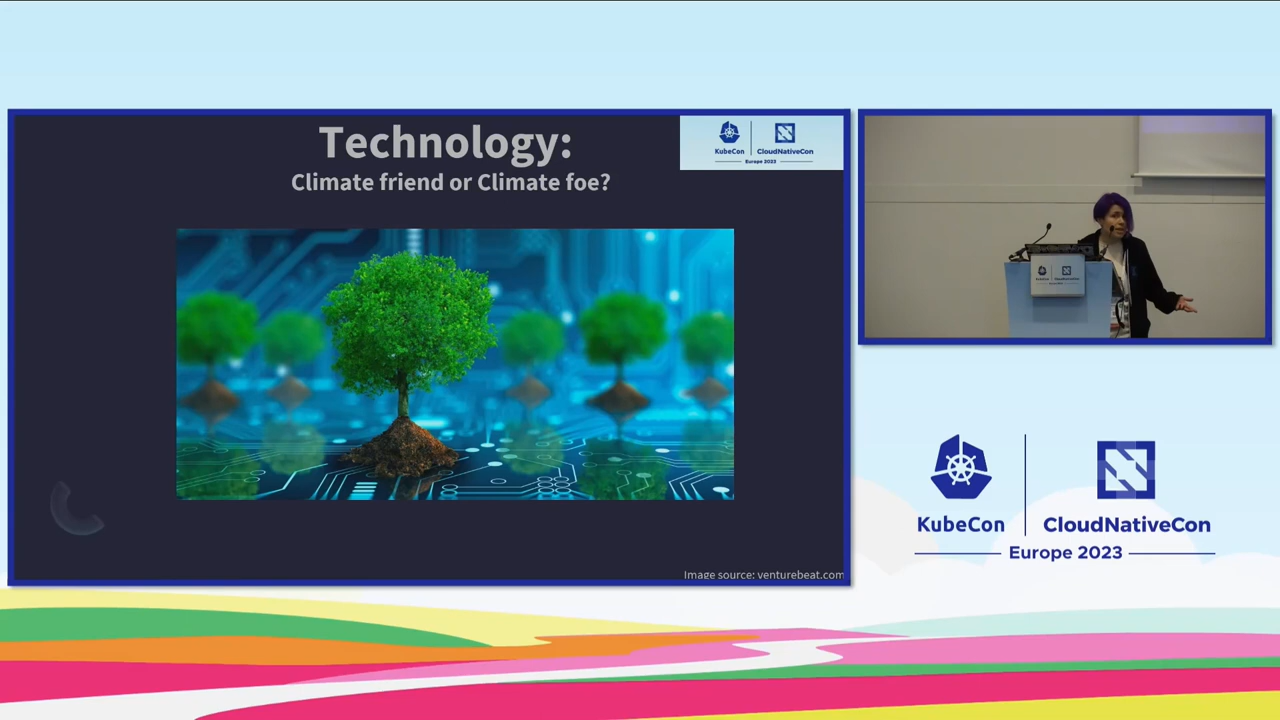 Technology:
Climate friend or Climate foe?
KubeCon
CloudNativeCon
Europe 2023
Image source: venturebeat.com
KubeCon
CloudNativeCon
Europe 2023